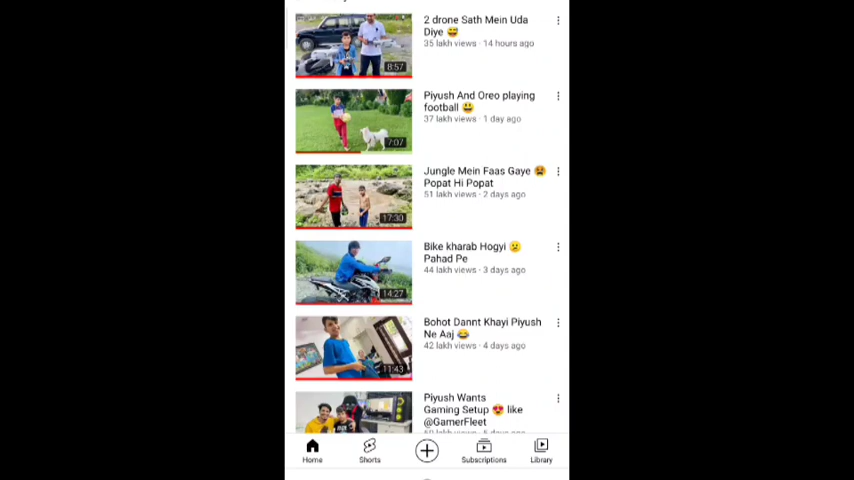 2 drone Sath Mein Uda
Diye 😅
35 lakh views · 14 hours ago
8:57
Piyush And Oreo playing
football 😃
37 lakh views · 1 day ago
7:07
Jungle Mein Faas Gaye 😫
Popat Hi Popat
51 lakh views · 2 days ago
17:30
Bike kharab Hogyi 😕
Pahad Pe
44 lakh views · 3 days ago
14:27
Bohot Dannt Khayi Piyush
Ne Aaj 😂
42 lakh views · 4 days ago
11:43
Piyush Wants
Gaming Setup 😍 like
@GamerFleet
Home
Shorts
Subscriptions
Library